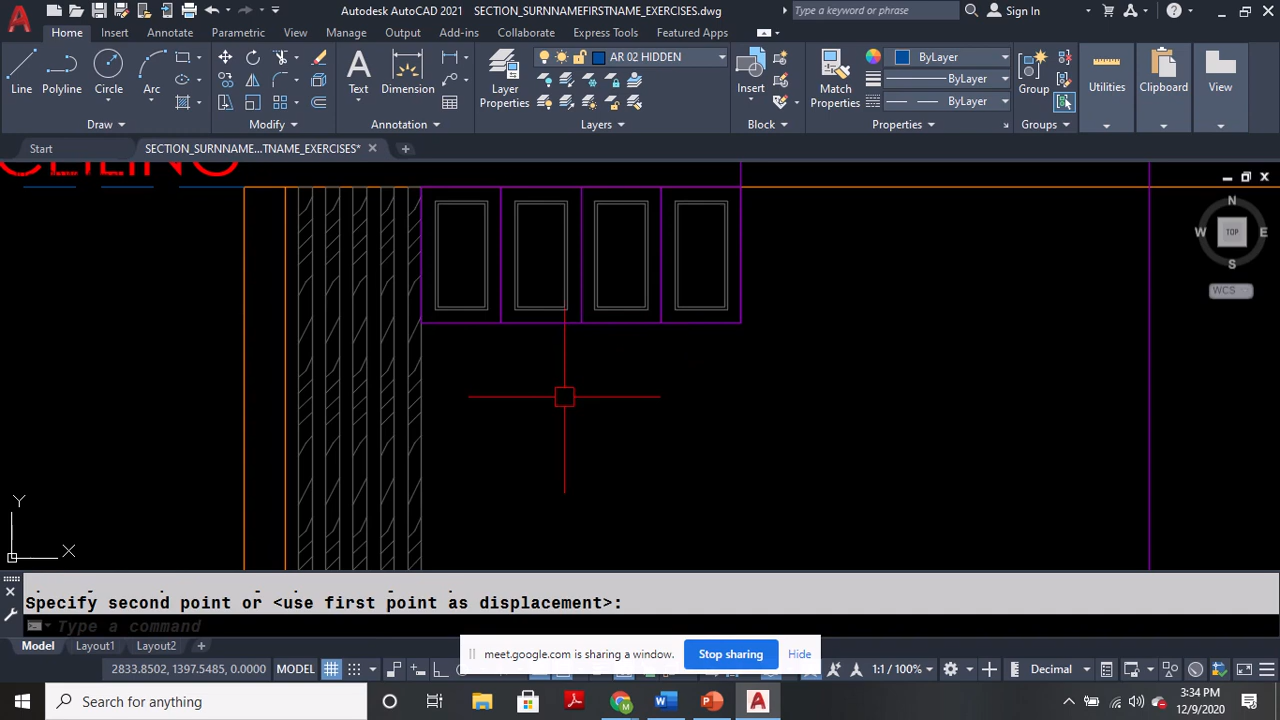 Autodesk AutoCAD 2021 SECTION_SURNNAMEFIRSTNAME_EXERCISES.dwg
Type a keyword or phrase
Sign In
Home Insert Annotate Parametric View Manage Output Add-ins Collaborate Express Tools Featured Apps
AR 02 HIDDEN
ByLayer
ByLayer
ByLayer
Line Polyline Circle Arc
Text Dimension
Layer Properties
Insert
Match Properties
Group
Utilities
Clipboard
View
Draw Modify Annotation Layers Block Properties Groups
Start SECTION_SURNNAME...TNAME_EXERCISES*
CEILING
N
W TOP E
S
WCS
Y
X
Specify second point or <use first point as displacement>:
Type a command
Model Layout1 Layout2
meet.google.com is sharing a window. Stop sharing Hide
2833.8502, 1397.5485, 0.0000 MODEL
1:1 / 100% Decimal
Search for anything
3:34 PM
12/9/2020